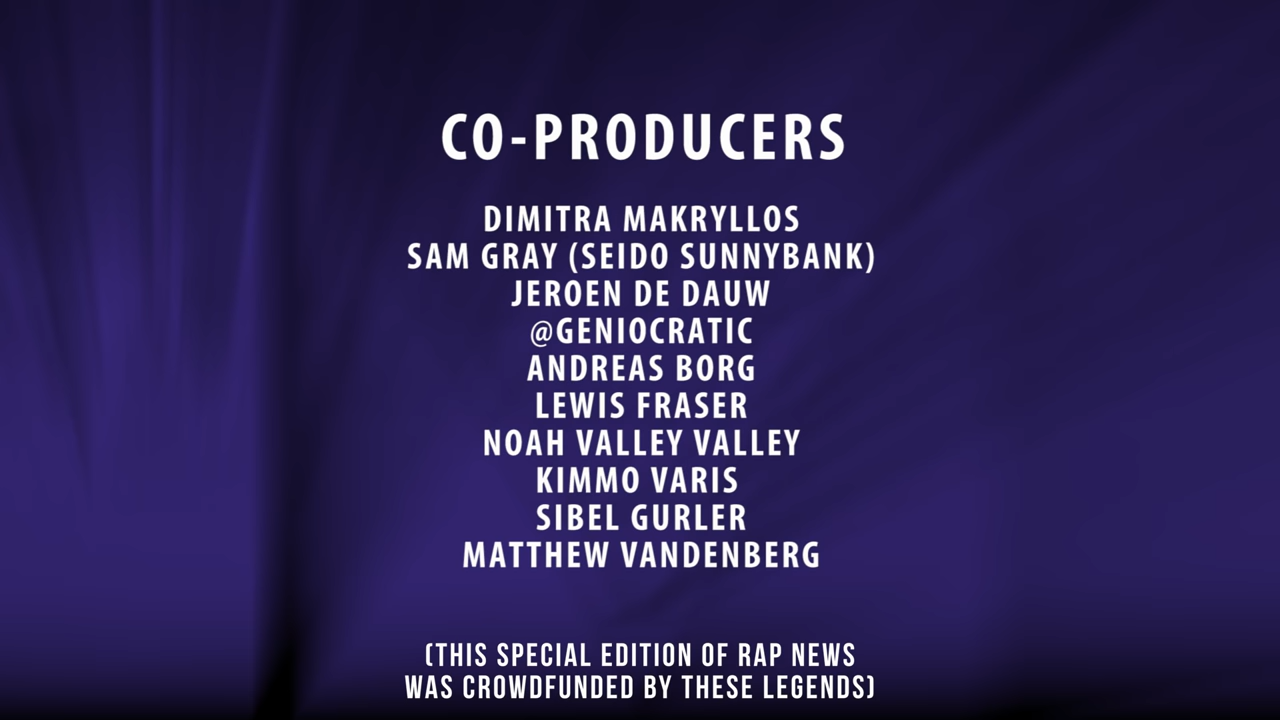 CO-PRODUCERS
DIMITRA MAKRYLLOS
SAM GRAY (SEIDO SUNNYBANK)
JEROEN DE DAUW
@GENIOCRATIC
ANDREAS BORG
LEWIS FRASER
NOAH VALLEY VALLEY
KIMMO VARIS
SIBEL GURLER
MATTHEW VANDENBERG
(THIS SPECIAL EDITION OF RAP NEWS
WAS CROWDFUNDED BY THESE LEGENDS)